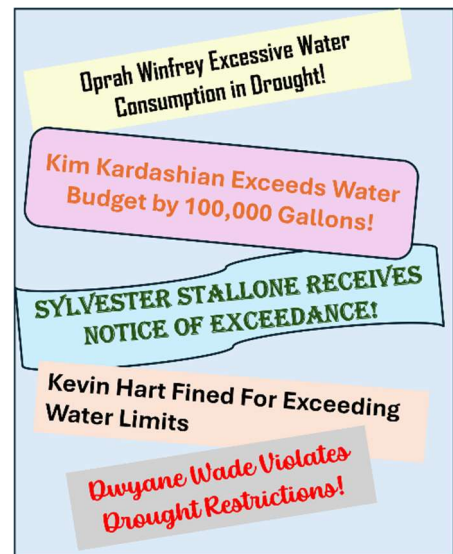 Oprah Winfrey Excessive Water
Consumption in Drought!
Kim Kardashian Exceeds Water
Budget by 100,000 Gallons!
SYLVESTER STALLONE RECEIVES
NOTICE OF EXCEEDANCE!
Kevin Hart Fined For Exceeding
Water Limits
Dwyane Wade Violates
Drought Restrictions!